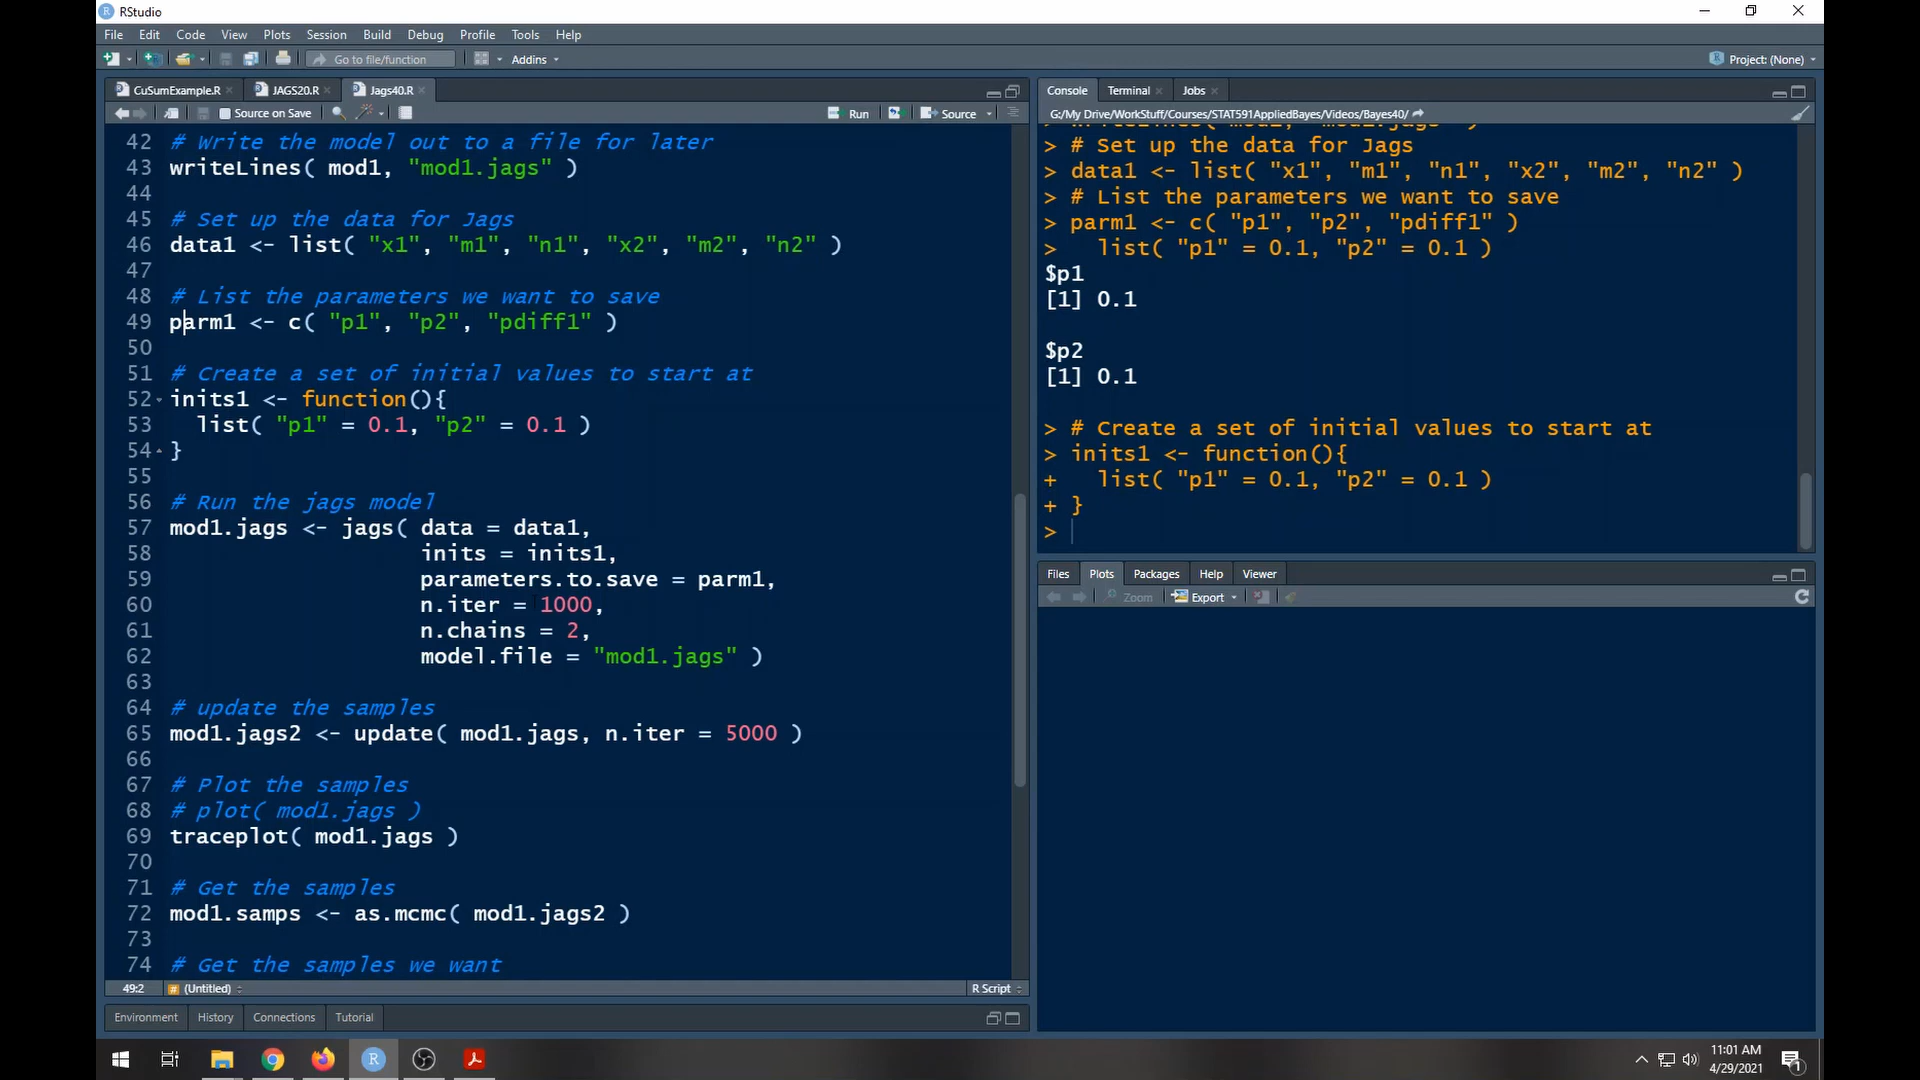 RStudio
File Edit Code View Plots Session Build Debug Profile Tools Help
Go to file/function Addins Project: (None)
CuSumExample.R JAGS20.R Jags40.R
Source on Save Run Source
42 # Write the model out to a file for later
43 writeLines( mod1, "mod1.jags" )
44
45 # Set up the data for Jags
46 data1 <- list( "x1", "m1", "n1", "x2", "m2", "n2" )
47
48 # List the parameters we want to save
49 parm1 <- c( "p1", "p2", "pdiff1" )
50
51 # Create a set of initial values to start at
52 inits1 <- function(){
53 list( "p1" = 0.1, "p2" = 0.1 )
54 }
55
56 # Run the jags model
57 mod1.jags <- jags( data = data1,
58 inits = inits1,
59 parameters.to.save = parm1,
60 n.iter = 1000,
61 n.chains = 2,
62 model.file = "mod1.jags" )
63
64 # update the samples
65 mod1.jags2 <- update( mod1.jags, n.iter = 5000 )
66
67 # Plot the samples
68 # plot( mod1.jags )
69 traceplot( mod1.jags )
70
71 # Get the samples
72 mod1.samps <- as.mcmc( mod1.jags2 )
73
74 # Get the samples we want
49:2 # (Untitled) R Script
Environment History Connections Tutorial
Console Terminal Jobs
G:/My Drive/WorkStuff/Courses/STAT591AppliedBayes/Videos/Bayes40/
> # Set up the data for Jags
> data1 <- list( "x1", "m1", "n1", "x2", "m2", "n2" )
> # List the parameters we want to save
> parm1 <- c( "p1", "p2", "pdiff1" )
> list( "p1" = 0.1, "p2" = 0.1 )
$p1
[1] 0.1
$p2
[1] 0.1
> # Create a set of initial values to start at
> inits1 <- function(){
+ list( "p1" = 0.1, "p2" = 0.1 )
+ }
>
Files Plots Packages Help Viewer
Zoom Export
11:01 AM
4/29/2021
1